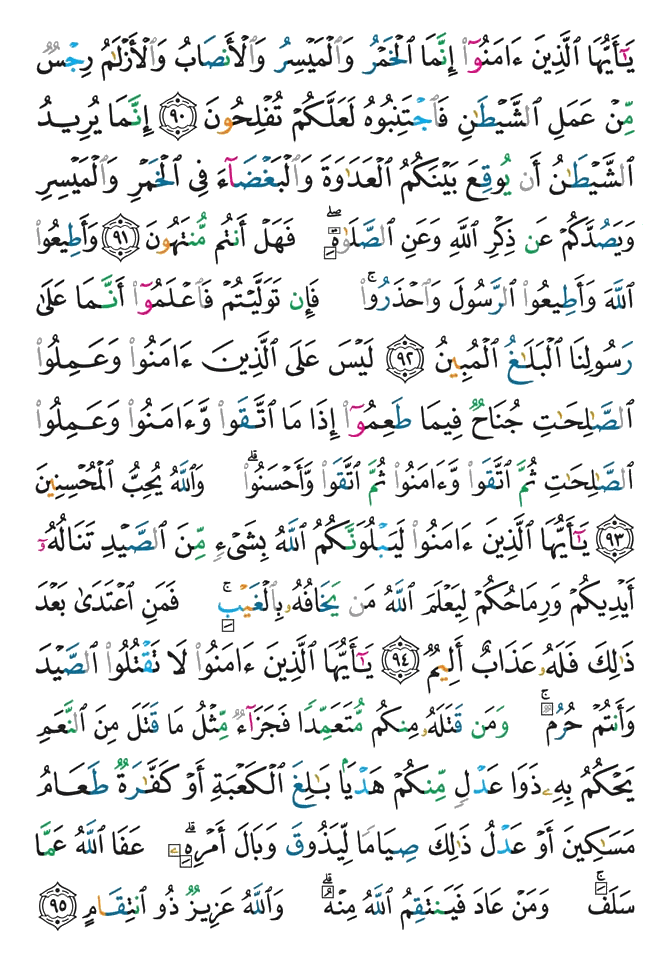 يَـٰٓأَيُّهَا ٱلَّذِينَ ءَامَنُوٓا۟ إِنَّمَا ٱلْخَمْرُ وَٱلْمَيْسِرُ وَٱلْأَنصَابُ وَٱلْأَزْلَـٰمُ رِجْسٌ
مِّنْ عَمَلِ ٱلشَّيْطَـٰنِ فَٱجْتَنِبُوهُ لَعَلَّكُمْ تُفْلِحُونَ ٩٠ إِنَّمَا يُرِيدُ
ٱلشَّيْطَـٰنُ أَن يُوقِعَ بَيْنَكُمُ ٱلْعَدَٰوَةَ وَٱلْبَغْضَآءَ فِى ٱلْخَمْرِ وَٱلْمَيْسِرِ
وَيَصُدَّكُمْ عَن ذِكْرِ ٱللَّهِ وَعَنِ ٱلصَّلَوٰةِ ۖ فَهَلْ أَنتُم مُّنتَهُونَ ٩١ وَأَطِيعُوا۟
ٱللَّهَ وَأَطِيعُوا۟ ٱلرَّسُولَ وَٱحْذَرُوا۟ ۚ فَإِن تَوَلَّيْتُمْ فَٱعْلَمُوٓا۟ أَنَّمَا عَلَىٰ
رَسُولِنَا ٱلْبَلَـٰغُ ٱلْمُبِينُ ٩٢ لَيْسَ عَلَى ٱلَّذِينَ ءَامَنُوا۟ وَعَمِلُوا۟
ٱلصَّـٰلِحَـٰتِ جُنَاحٌ فِيمَا طَعِمُوٓا۟ إِذَا مَا ٱتَّقَوا۟ وَّءَامَنُوا۟ وَعَمِلُوا۟
ٱلصَّـٰلِحَـٰتِ ثُمَّ ٱتَّقَوا۟ وَّءَامَنُوا۟ ثُمَّ ٱتَّقَوا۟ وَّأَحْسَنُوا۟ ۗ وَٱللَّهُ يُحِبُّ ٱلْمُحْسِنِينَ
٩٣ يَـٰٓأَيُّهَا ٱلَّذِينَ ءَامَنُوا۟ لَيَبْلُوَنَّكُمُ ٱللَّهُ بِشَىْءٍ مِّنَ ٱلصَّيْدِ تَنَالُهُۥٓ
أَيْدِيكُمْ وَرِمَاحُكُمْ لِيَعْلَمَ ٱللَّهُ مَن يَخَافُهُۥ بِٱلْغَيْبِ ۚ فَمَنِ ٱعْتَدَىٰ بَعْدَ
ذَٰلِكَ فَلَهُۥ عَذَابٌ أَلِيمٌ ٩٤ يَـٰٓأَيُّهَا ٱلَّذِينَ ءَامَنُوا۟ لَا تَقْتُلُوا۟ ٱلصَّيْدَ
وَأَنتُمْ حُرُمٌ ۚ وَمَن قَتَلَهُۥ مِنكُم مُّتَعَمِّدًا فَجَزَآءٌ مِّثْلُ مَا قَتَلَ مِنَ ٱلنَّعَمِ
يَحْكُمُ بِهِۦ ذَوَا عَدْلٍ مِّنكُمْ هَدْيًۢا بَـٰلِغَ ٱلْكَعْبَةِ أَوْ كَفَّـٰرَةٌ طَعَامُ
مَسَـٰكِينَ أَوْ عَدْلُ ذَٰلِكَ صِيَامًا لِّيَذُوقَ وَبَالَ أَمْرِهِۦ ۗ عَفَا ٱللَّهُ عَمَّا
سَلَفَ ۚ وَمَنْ عَادَ فَيَنتَقِمُ ٱللَّهُ مِنْهُ ۗ وَٱللَّهُ عَزِيزٌ ذُو ٱنتِقَامٍ ٩٥